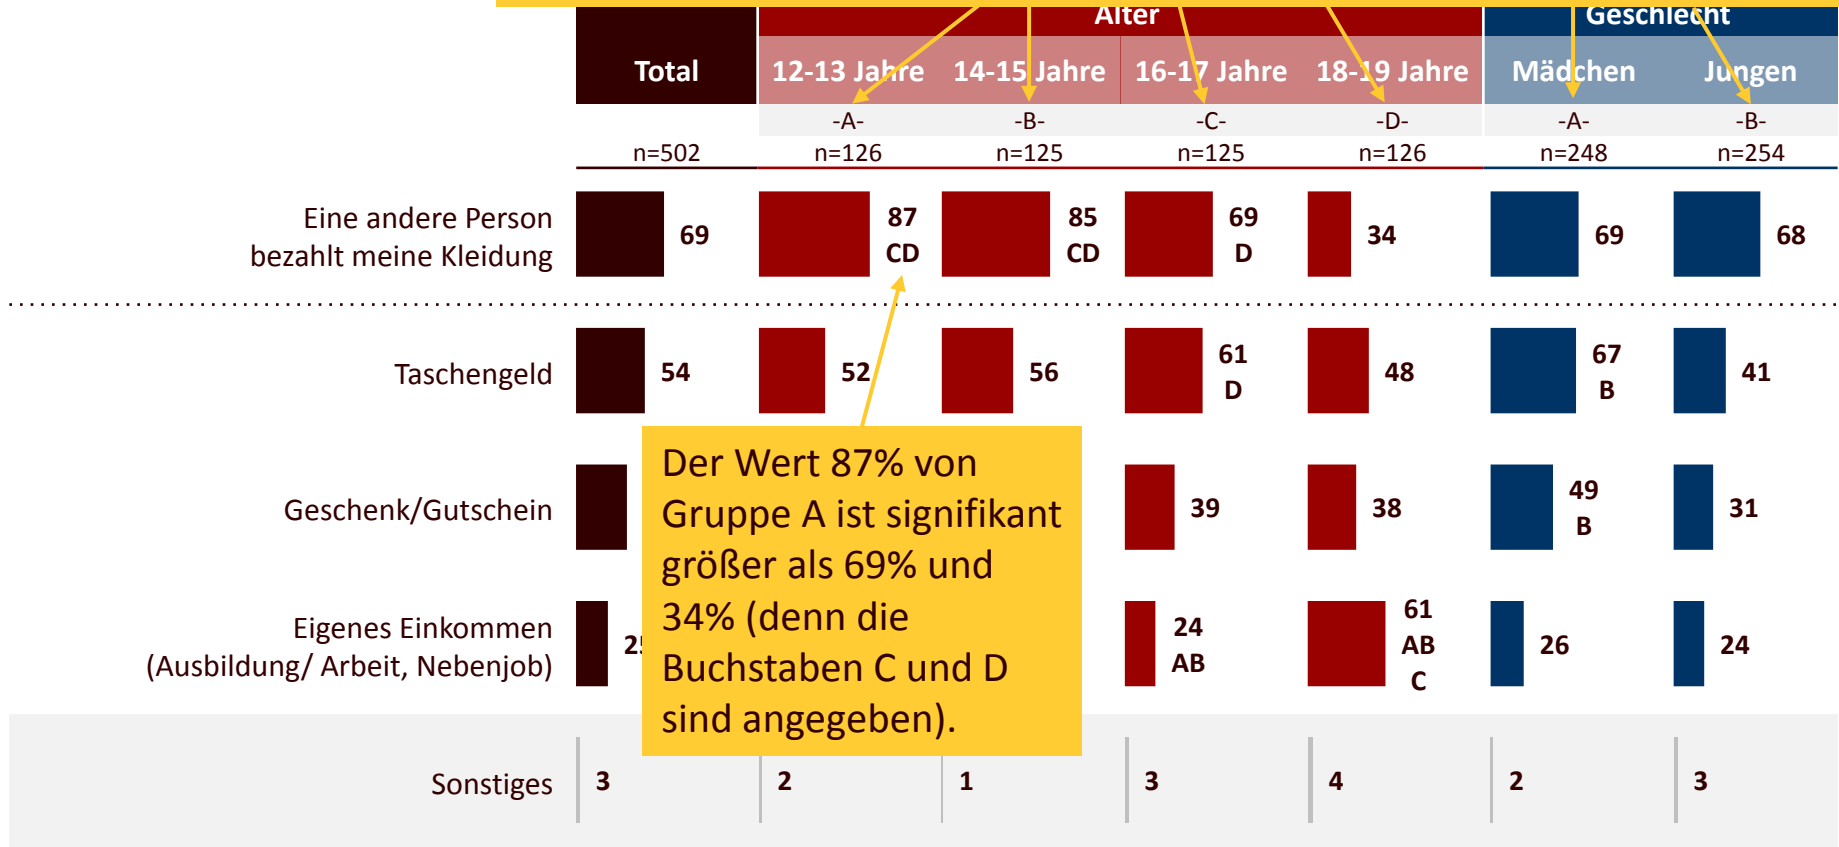 Alter Geschlecht
Total 12-13 Jahre 14-15 Jahre 16-17 Jahre 18-19 Jahre Mädchen Jungen
-A- -B- -C- -D- -A- -B-
n=502 n=126 n=125 n=125 n=126 n=248 n=254
Eine andere Person
bezahlt meine Kleidung
69 87 85 69 34 69 68
CD CD D
Taschengeld 54 52 56 61 48 67 41
D B
Geschenk/Gutschein 39 38 49 31
B
Eigenes Einkommen
(Ausbildung/ Arbeit, Nebenjob)
24 61 26 24
AB AB
C
Der Wert 87% von
Gruppe A ist signifikant
größer als 69% und
34% (denn die
Buchstaben C und D
sind angegeben).
Sonstiges 3 2 1 3 4 2 3